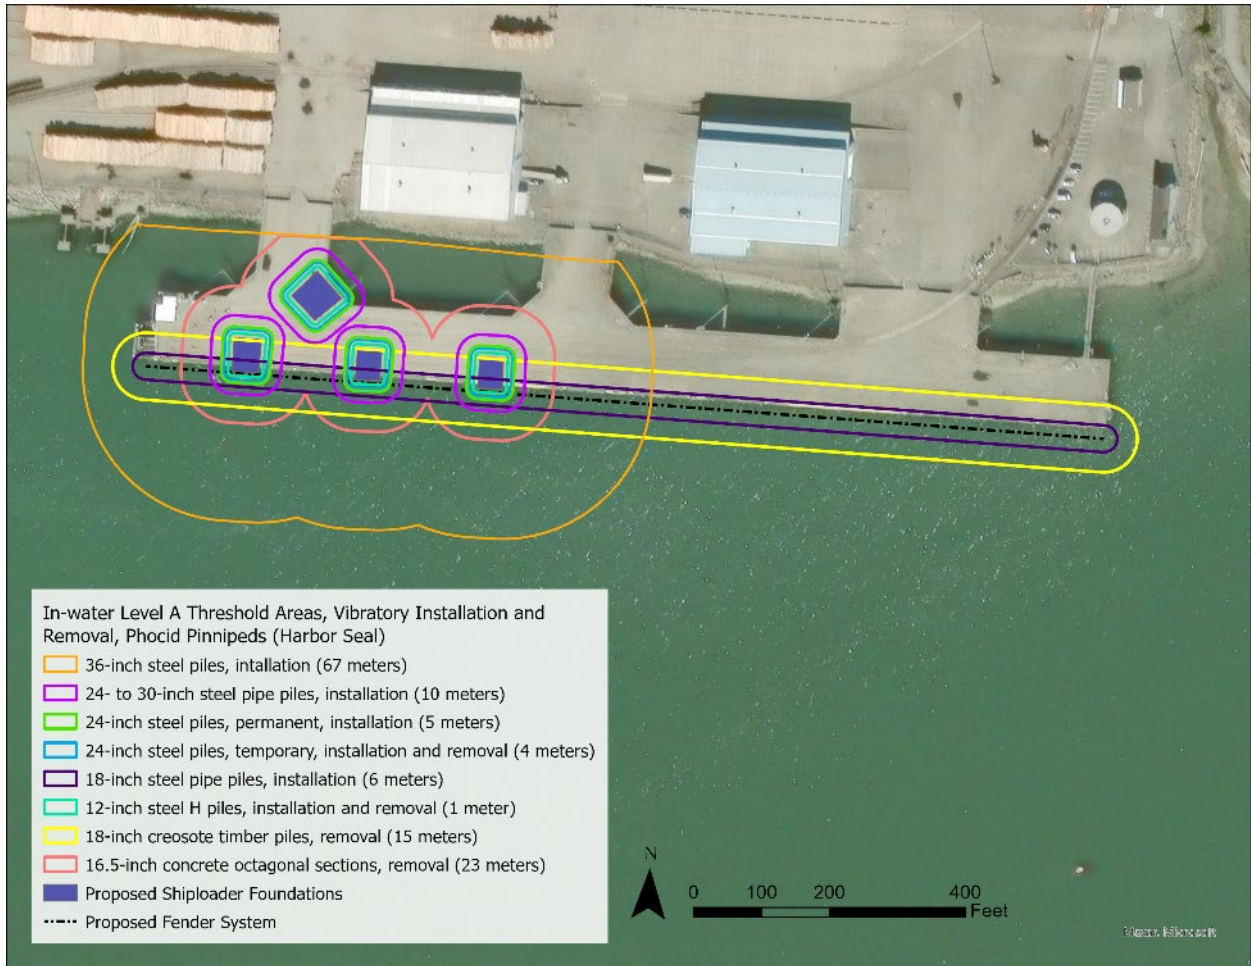 In-water Level A Threshold Areas, Vibratory Installation and
Removal, Phocid Pinnipeds (Harbor Seal)
36-inch steel piles, intallation (67 meters)
24- to 30-inch steel pipe piles, installation (10 meters)
24-inch steel piles, permanent, installation (5 meters)
24-inch steel piles, temporary, installation and removal (4 meters)
18-inch steel pipe piles, installation (6 meters)
12-inch steel H piles, installation and removal (1 meter)
18-inch creosote timber piles, removal (15 meters)
16.5-inch concrete octagonal sections, removal (23 meters)
Proposed Shiploader Foundations
Proposed Fender System
N
0 100 200 400
Feet
Maxar, Microsoft